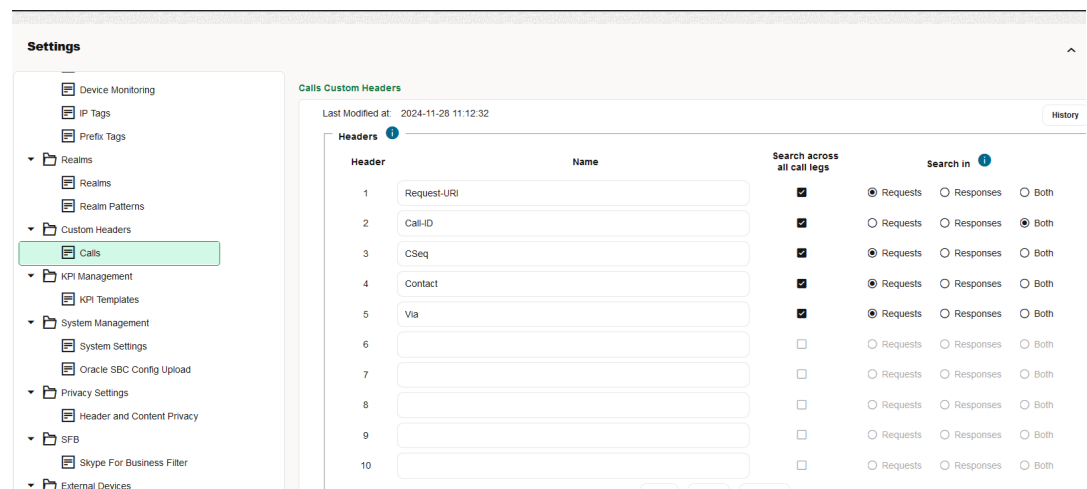 Settings
Device Monitoring
IP Tags
Prefix Tags
Realms
Realms
Realm Patterns
Custom Headers
Calls
KPI Management
KPI Templates
System Management
System Settings
Oracle SBC Config Upload
Privacy Settings
Header and Content Privacy
SFB
Skype For Business Filter
External Devices
Calls Custom Headers
Last Modified at: 2024-11-28 11:12:32
History
Headers
Header Name Search across all call legs Search in
1 Request-URI Requests Responses Both
2 Call-ID Requests Responses Both
3 CSeq Requests Responses Both
4 Contact Requests Responses Both
5 Via Requests Responses Both
6 Requests Responses Both
7 Requests Responses Both
8 Requests Responses Both
9 Requests Responses Both
10 Requests Responses Both